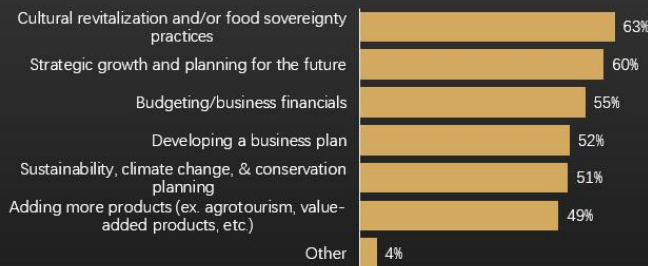 Cultural revitalization and/or food sovereignty
practices
63%
Strategic growth and planning for the future
60%
Budgeting/business financials
55%
Developing a business plan
52%
Sustainability, climate change, & conservation
planning
51%
Adding more products (ex. agrotourism, value-
added products, etc.)
49%
Other
4%